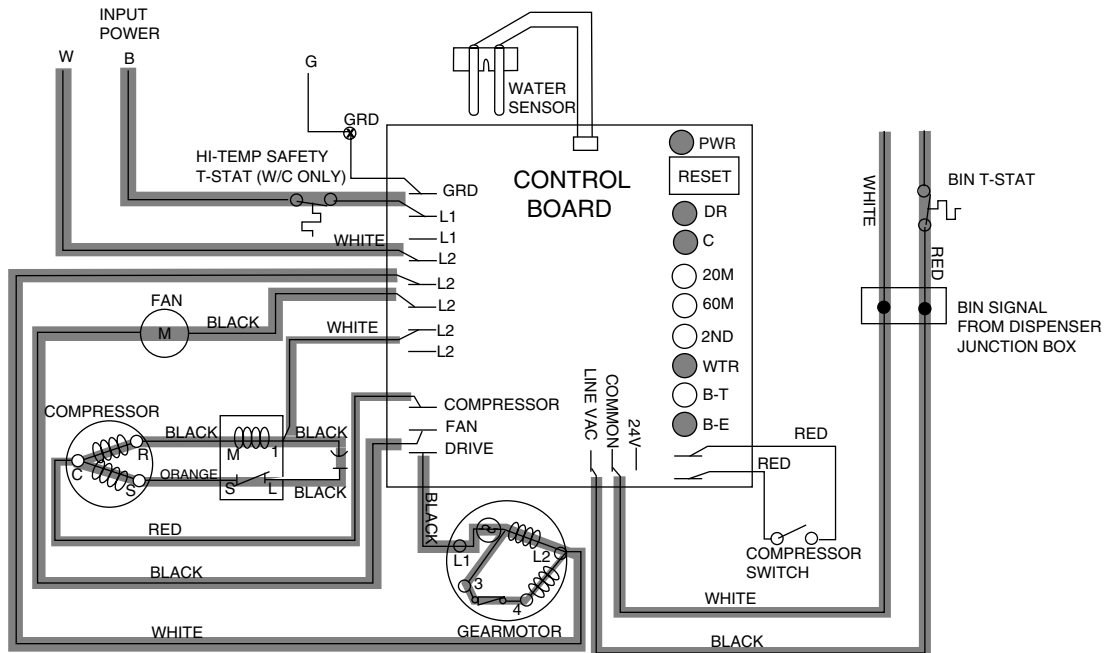 INPUT
POWER
W
B
G
GRD
HI-TEMP SAFETY
T-STAT (W/C ONLY)
WATER
SENSOR
CONTROL
BOARD
GRD
L1
L1
WHITE
L2
L2
L2
WHITE
L2
L2
PWR
RESET
DR
C
20M
60M
2ND
WTR
B-T
B-E
WHITE
BIN T-STAT
RED
BIN SIGNAL
FROM DISPENSER
JUNCTION BOX
FAN
M
BLACK
COMPRESSOR
FAN
DRIVE
LINE VAC
COMMON
24V
COMPRESSOR
R
C
S
BLACK
M
1
BLACK
ORANGE
S
L
BLACK
RED
BLACK
WHITE
BLACK
L1
L2
3
4
GEARMOTOR
RED
RED
COMPRESSOR
SWITCH
WHITE
BLACK